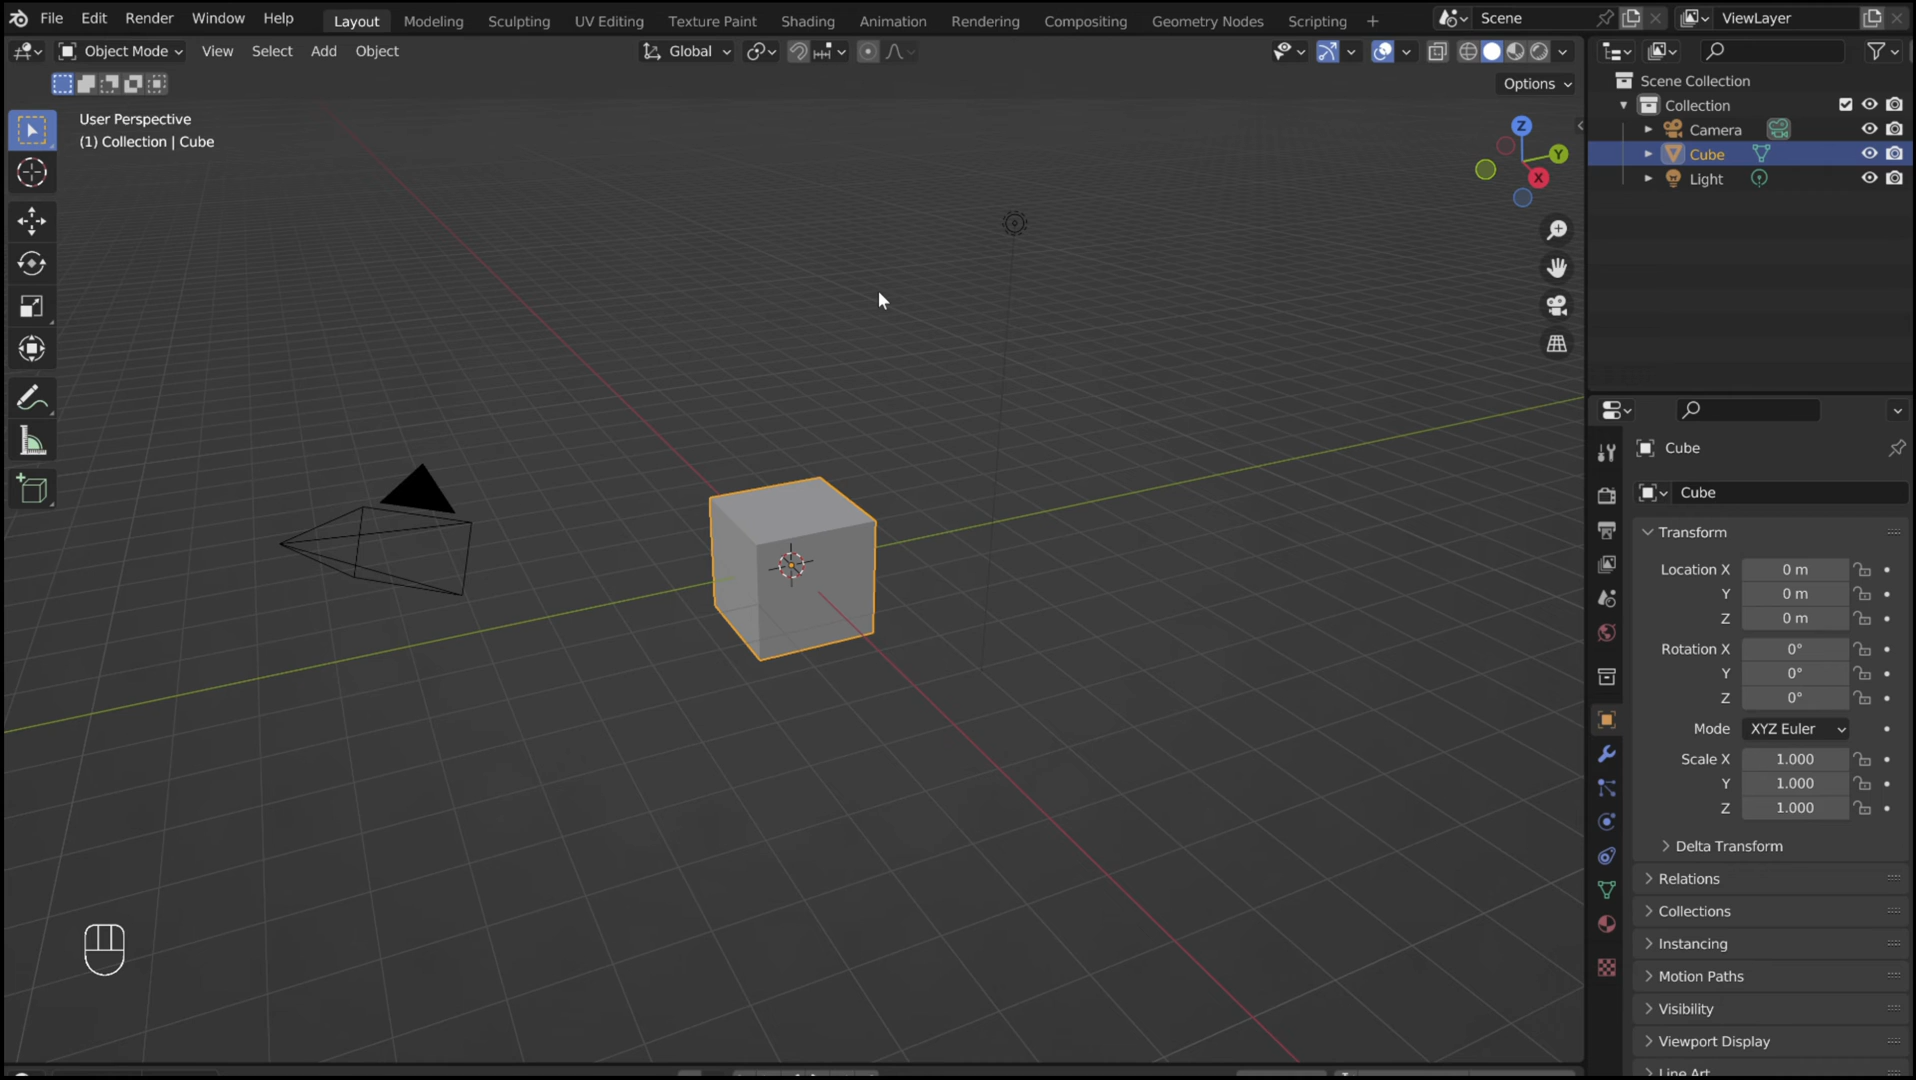 File Edit Render Window Help Layout Modeling Sculpting UV Editing Texture Paint Shading Animation Rendering Compositing Geometry Nodes Scripting + Scene ViewLayer
Object Mode View Select Add Object Global
Options
User Perspective
(1) Collection | Cube
Z
Y
X
Scene Collection
Collection
Camera
Cube
Light
Cube
Cube
Transform
Location X 0 m
Y 0 m
Z 0 m
Rotation X 0°
Y 0°
Z 0°
Mode XYZ Euler
Scale X 1.000
Y 1.000
Z 1.000
Delta Transform
Relations
Collections
Instancing
Motion Paths
Visibility
Viewport Display
Line Art